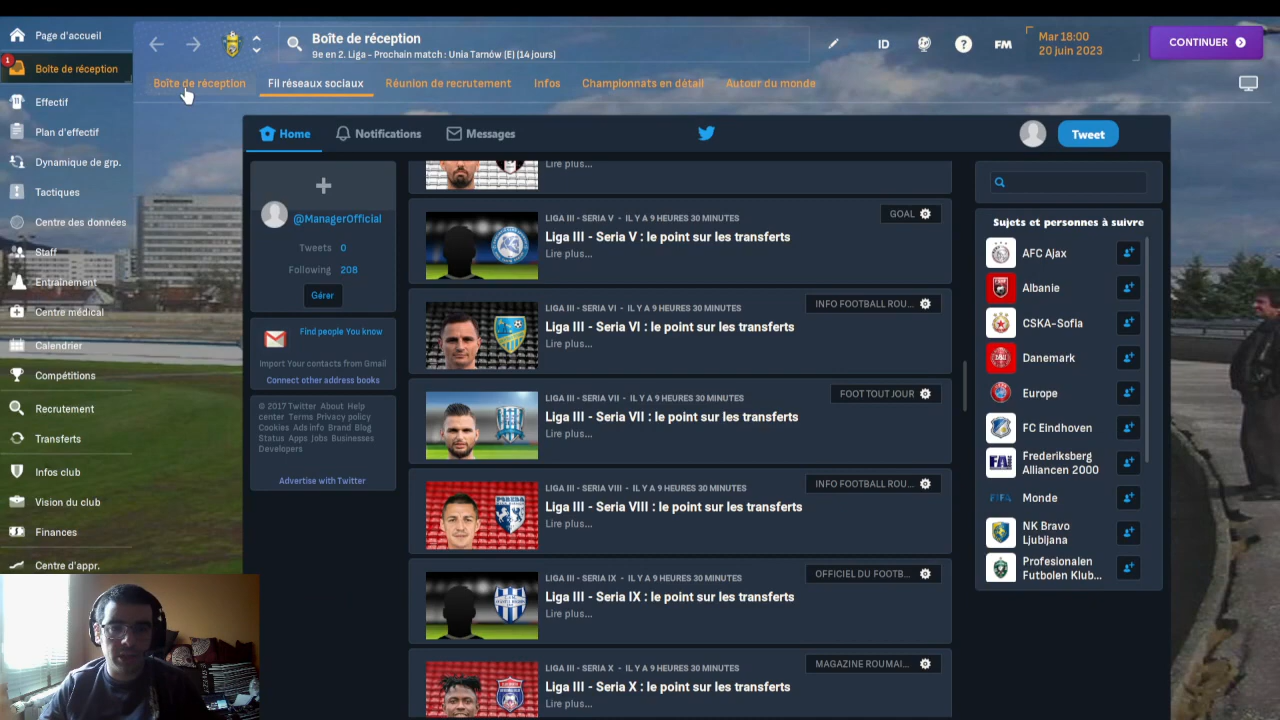 Page d'accueil
1
Boîte de réception
Effectif
Plan d'effectif
Dynamique de grp.
Tactiques
Centre des données
Staff
Entraînement
Centre médical
Calendrier
Compétitions
Recrutement
Transferts
Infos club
Vision du club
Finances
Centre d'appr.
Boîte de réception
9e en 2. Liga - Prochain match : Unia Tarnów (E) (14 jours)
ID
?
FM
Mar 18:00
20 juin 2023
CONTINUER
Boîte de réception
Fil réseaux sociaux
Réunion de recrutement
Infos
Championnats en détail
Autour du monde
Home
Notifications
Messages
Tweet
@ManagerOfficial
Tweets 0
Following 208
Gérer
Find people You know
Import Your contacts from Gmail
Connect other address books
© 2017 Twitter About Help
center Terms Privacy policy
Cookies Ads info Brand Blog
Status Apps Jobs Businesses
Developers
Advertise with Twitter
Lire plus...
LIGA III - SERIA V - IL Y A 9 HEURES 30 MINUTES
GOAL
Liga III - Seria V : le point sur les transferts
Lire plus...
LIGA III - SERIA VI - IL Y A 9 HEURES 30 MINUTES
INFO FOOTBALL ROU...
Liga III - Seria VI : le point sur les transferts
Lire plus...
LIGA III - SERIA VII - IL Y A 9 HEURES 30 MINUTES
FOOT TOUT JOUR
Liga III - Seria VII : le point sur les transferts
Lire plus...
LIGA III - SERIA VIII - IL Y A 9 HEURES 30 MINUTES
INFO FOOTBALL ROU...
Liga III - Seria VIII : le point sur les transferts
Lire plus...
LIGA III - SERIA IX - IL Y A 9 HEURES 30 MINUTES
OFFICIEL DU FOOTB...
Liga III - Seria IX : le point sur les transferts
Lire plus...
LIGA III - SERIA X - IL Y A 9 HEURES 30 MINUTES
MAGAZINE ROUMAI...
Liga III - Seria X : le point sur les transferts
Lire plus...
Sujets et personnes à suivre
AFC Ajax
Albanie
CSKA-Sofia
Danemark
Europe
FC Eindhoven
Frederiksberg
Alliancen 2000
FIFA
Monde
NK Bravo
Ljubljana
Profesionalen
Futbolen Klub...